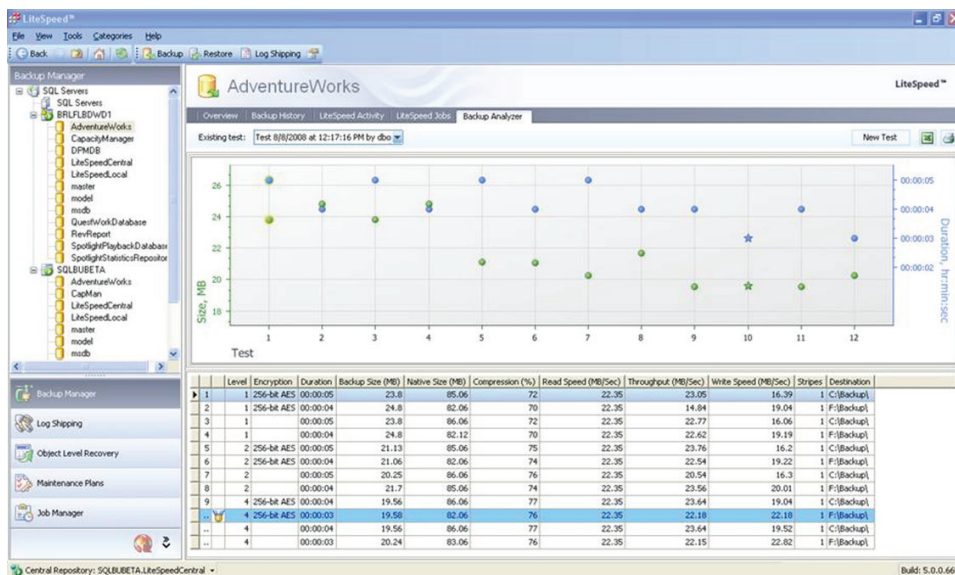 LiteSpeed™
File View Tools Categories Help
Back Backup Restore Log Shipping
Backup Manager
SQL Servers
SQL Servers
BRLFLBDWD1
AdventureWorks
CapacityManager
DPMDB
LiteSpeedCentral
LiteSpeedLocal
master
model
msdb
QuestWorkDatabase
RevReport
SpotlightPlaybackDatabase
SpotlightStatisticsRepositor
SQLBUBETA
AdventureWorks
CapMan
LiteSpeedCentral
LiteSpeedLocal
master
model
msdb
Backup Manager
Log Shipping
Object Level Recovery
Maintenance Plans
Job Manager
AdventureWorks
LiteSpeed™
Overview Backup History LiteSpeed Activity LiteSpeed Jobs Backup Analyzer
Existing test: Test 8/8/2008 at 12:17:16 PM by dbo New Test
Size, MB
26
24
22
20
18
00:00:05
00:00:04
00:00:03
00:00:02
Duration, hr:min:sec
1 2 3 4 5 6 7 8 9 10 11 12
Test
Level Encryption Duration Backup Size (MB) Native Size (MB) Compression (%) Read Speed (MB/Sec) Throughput (MB/Sec) Write Speed (MB/Sec) Stripes Destination
1 1 256-bit AES 00:00:05 23.8 85.06 72 22.35 23.05 16.39 1 C:\Backup\
2 1 256-bit AES 00:00:04 24.8 82.06 70 22.35 14.84 19.04 1 F:\Backup\
3 1 00:00:05 23.8 86.06 72 22.35 22.77 16.06 1 C:\Backup\
4 1 00:00:04 24.8 82.12 70 22.35 22.62 19.19 1 F:\Backup\
5 2 256-bit AES 00:00:05 21.13 85.06 75 22.35 23.76 16.2 1 C:\Backup\
6 2 256-bit AES 00:00:04 21.06 82.06 74 22.35 22.54 19.22 1 F:\Backup\
7 2 00:00:05 20.25 86.06 76 22.35 20.54 16.3 1 C:\Backup\
8 2 00:00:04 21.7 85.06 74 22.35 23.56 20.01 1 F:\Backup\
9 4 256-bit AES 00:00:04 19.56 86.06 77 22.35 23.64 19.04 1 C:\Backup\
.. 4 256-bit AES 00:00:03 19.58 82.06 76 22.35 22.18 22.18 1 F:\Backup\
.. 4 00:00:04 19.56 86.06 77 22.35 23.64 19.52 1 C:\Backup\
.. 4 00:00:03 20.24 83.06 76 22.35 22.15 22.82 1 F:\Backup\
Central Repository: SQLBUBETA.LiteSpeedCentral Build: 5.0.0.66